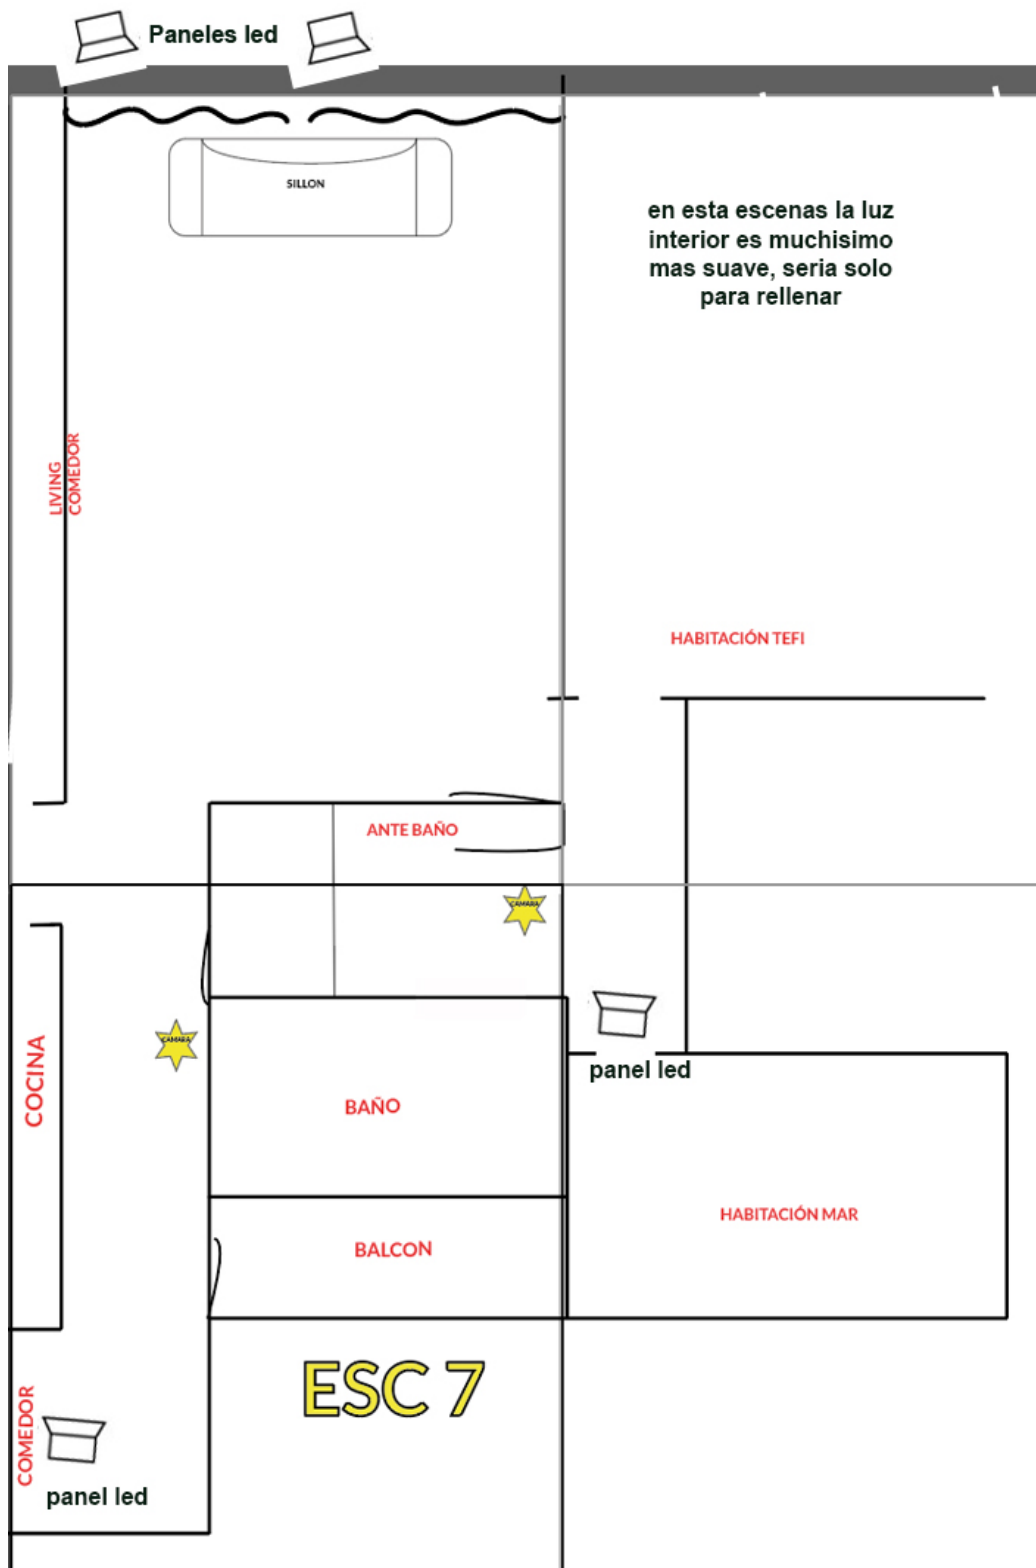 Paneles led
SILLON
en esta escenas la luz
interior es muchisimo
mas suave, seria solo
para rellenar
LIVING
COMEDOR
HABITACIÓN TEFI
ANTE BAÑO
CAMARA
CAMARA
COCINA
panel led
BAÑO
HABITACIÓN MAR
BALCON
ESC 7
COMEDOR
panel led